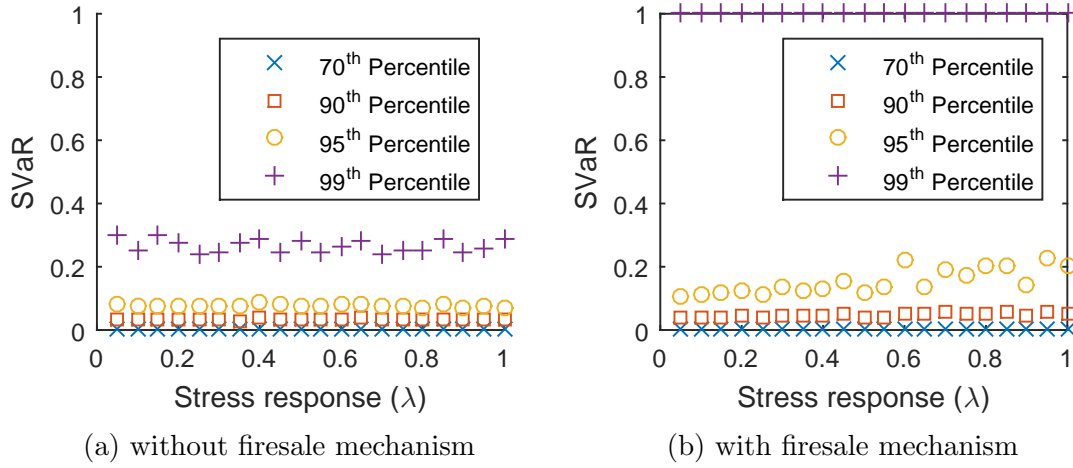 1
0.8
0.6
0.4
0.2
0
SVaR
70th Percentile
90th Percentile
95th Percentile
99th Percentile
0 0.2 0.4 0.6 0.8 1
Stress response (λ)
(a) without firesale mechanism
1
0.8
0.6
0.4
0.2
0
SVaR
70th Percentile
90th Percentile
95th Percentile
99th Percentile
0 0.2 0.4 0.6 0.8 1
Stress response (λ)
(b) with firesale mechanism